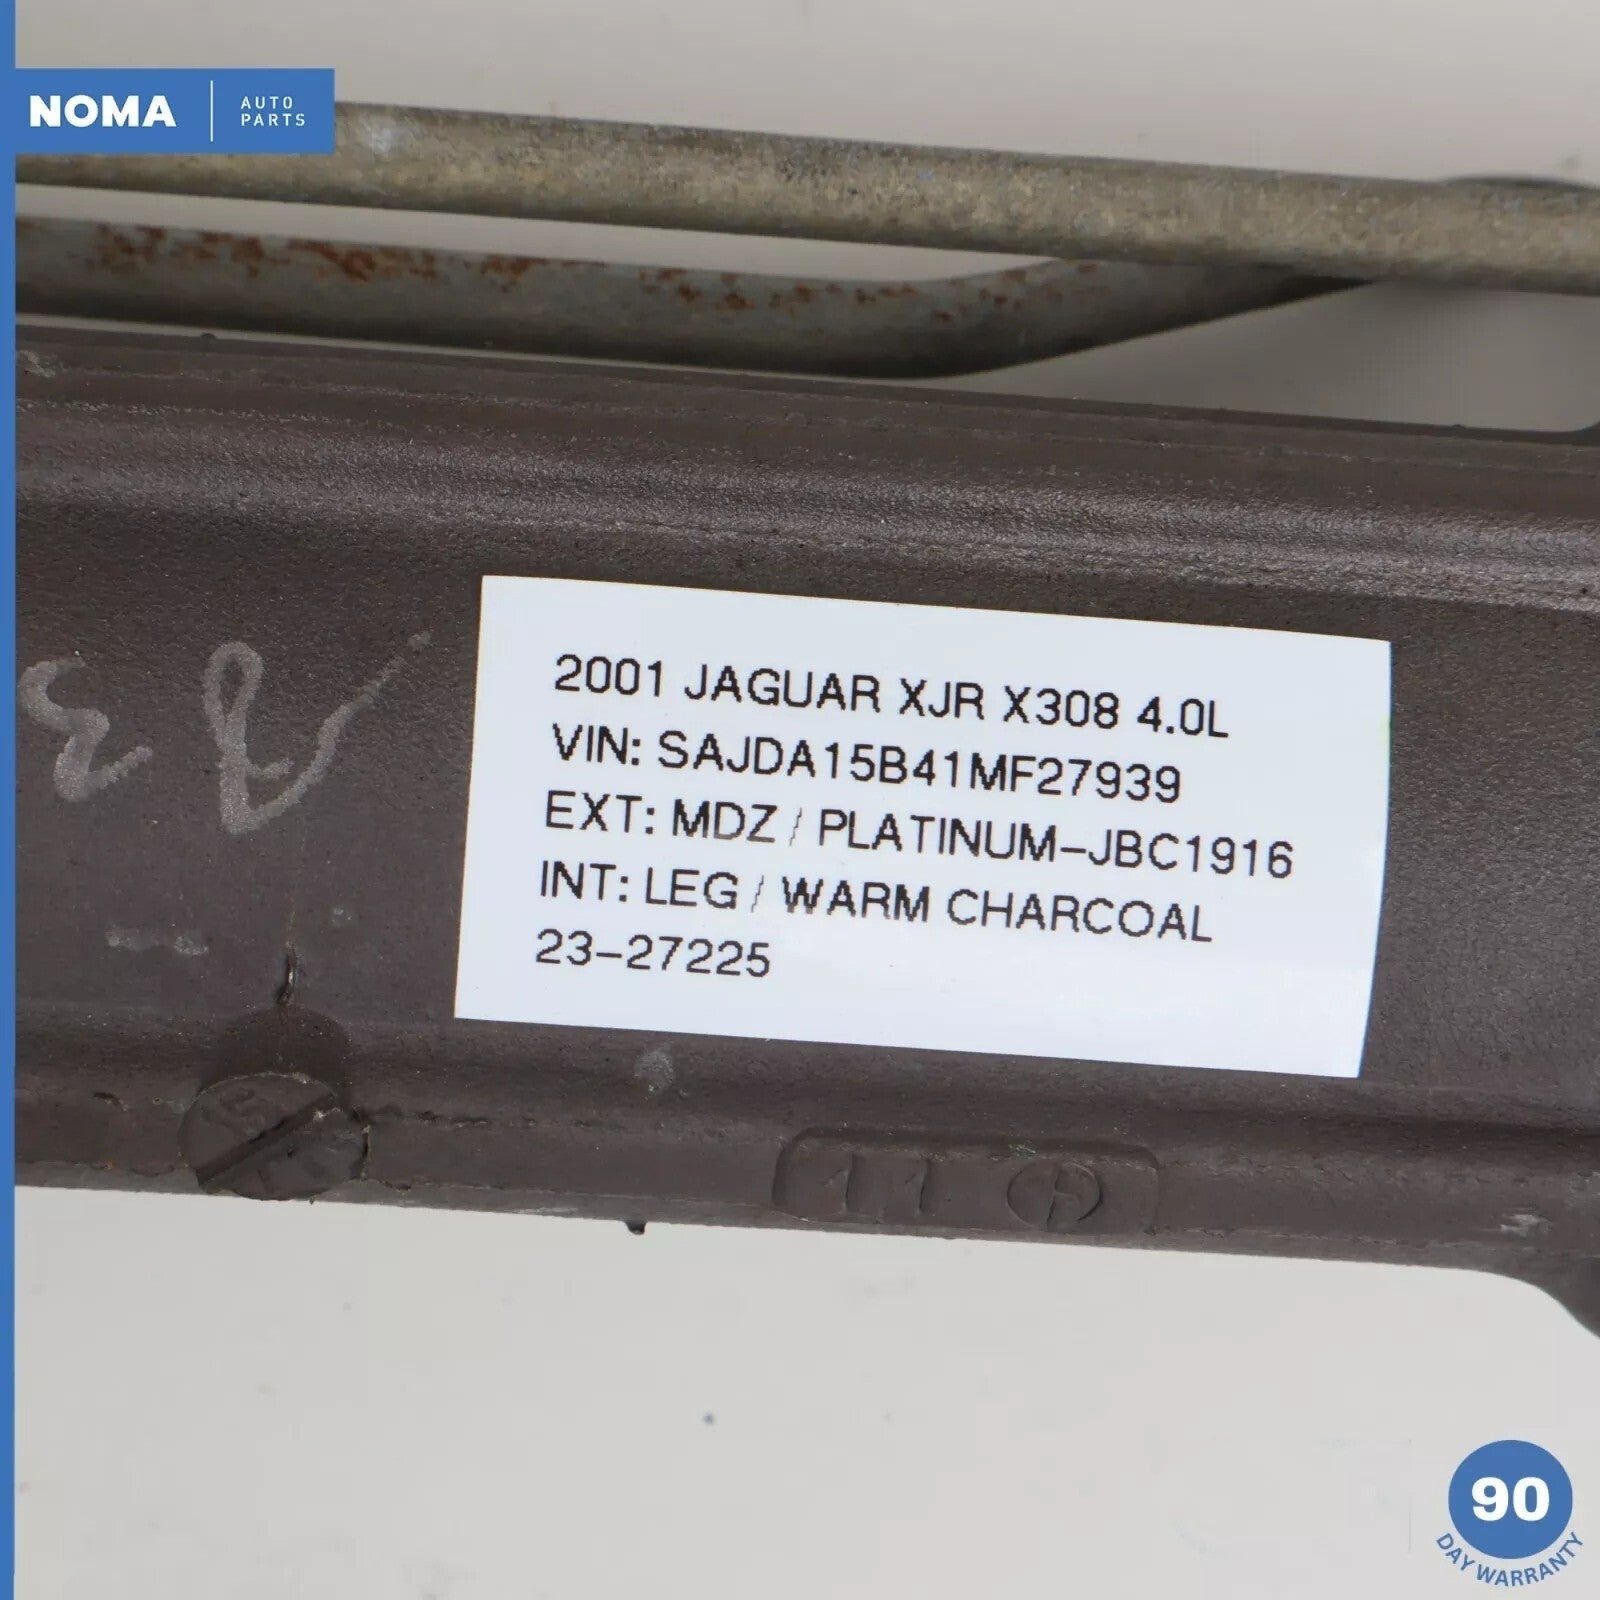 NOMA
AUTO
PARTS
2001 JAGUAR XJR X308 4.0L
VIN: SAJDA15B41MF27939
EXT: MDZ / PLATINUM-JBC1916
INT: LEG / WARM CHARCOAL
23-27225
11
90
DAY WARRANTY